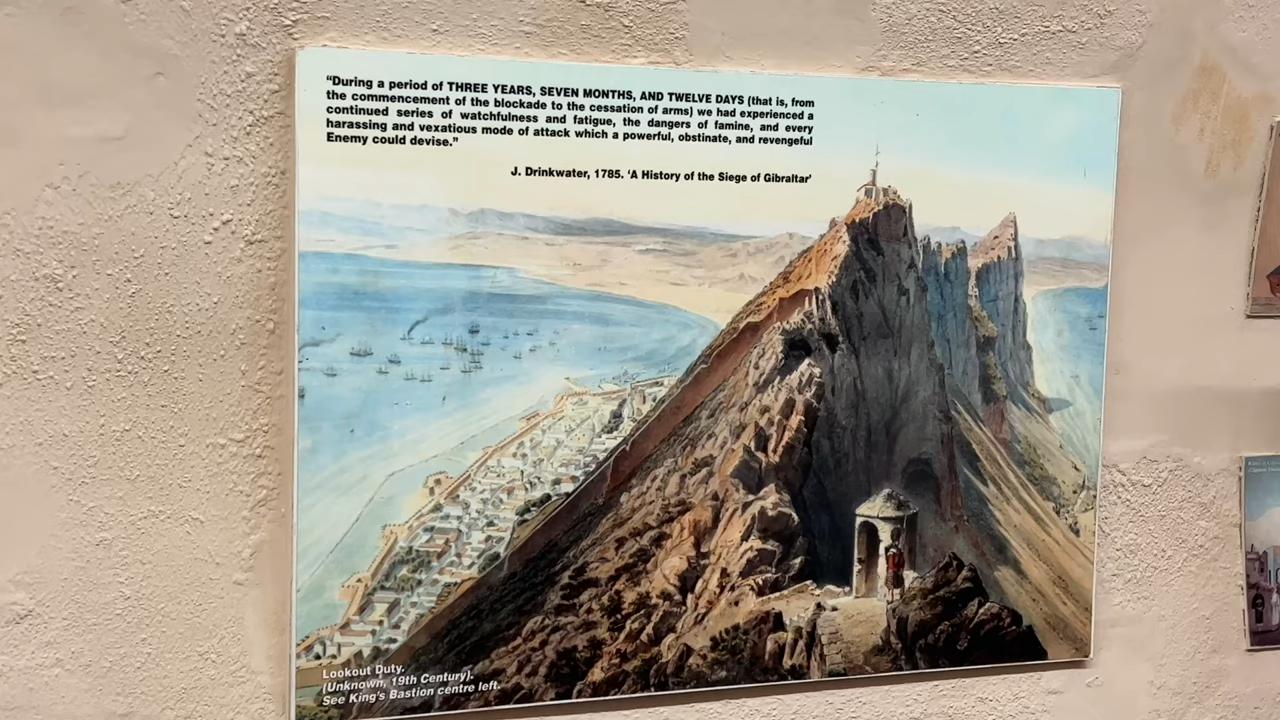 “During a period of THREE YEARS, SEVEN MONTHS, AND TWELVE DAYS (that is, from
the commencement of the blockade to the cessation of arms) we had experienced a
continued series of watchfulness and fatigue, the dangers of famine, and every
harassing and vexatious mode of attack which a powerful, obstinate, and revengeful
Enemy could devise.”
J. Drinkwater, 1785. ‘A History of the Siege of Gibraltar’
Lookout Duty.
(Unknown, 19th Century).
See King's Bastion centre left.